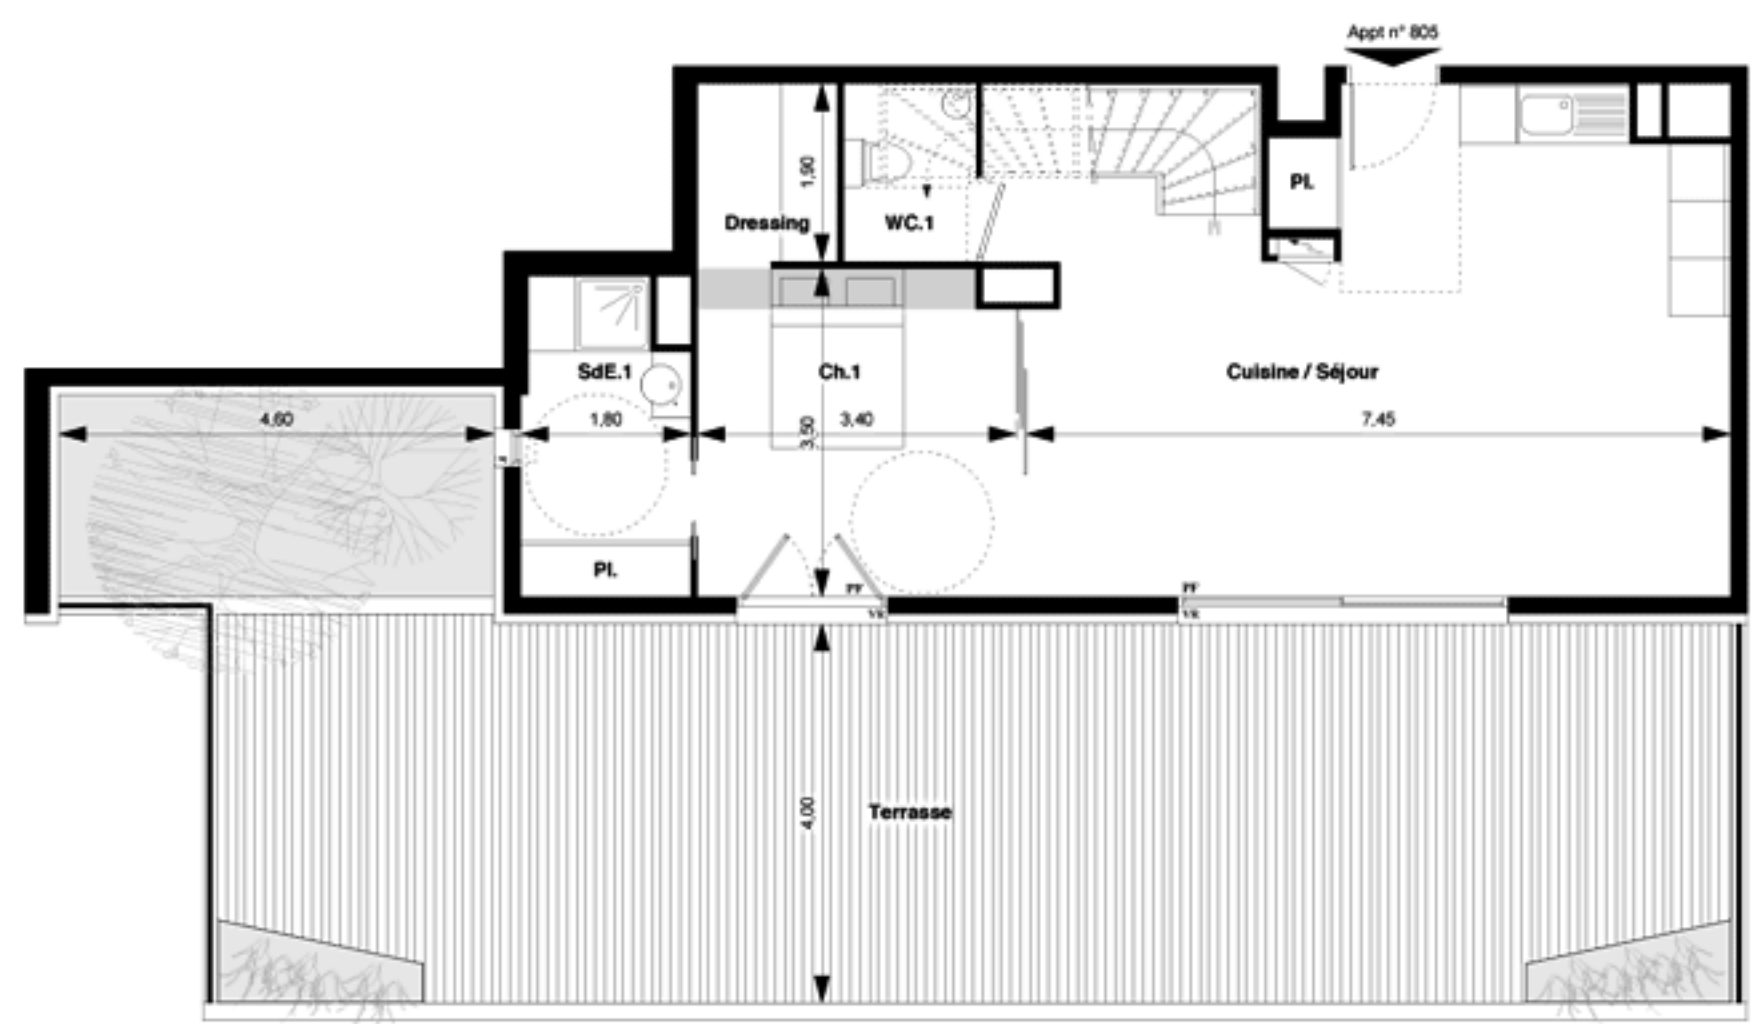 Appt n° 805
1,90
Pl.
Dressing
WC.1
SdE.1
Ch.1
Cuisine / Séjour
4,60
1,80
3,50
3,40
7,45
Pl.
PF
VR
PF
VR
4,00
Terrasse